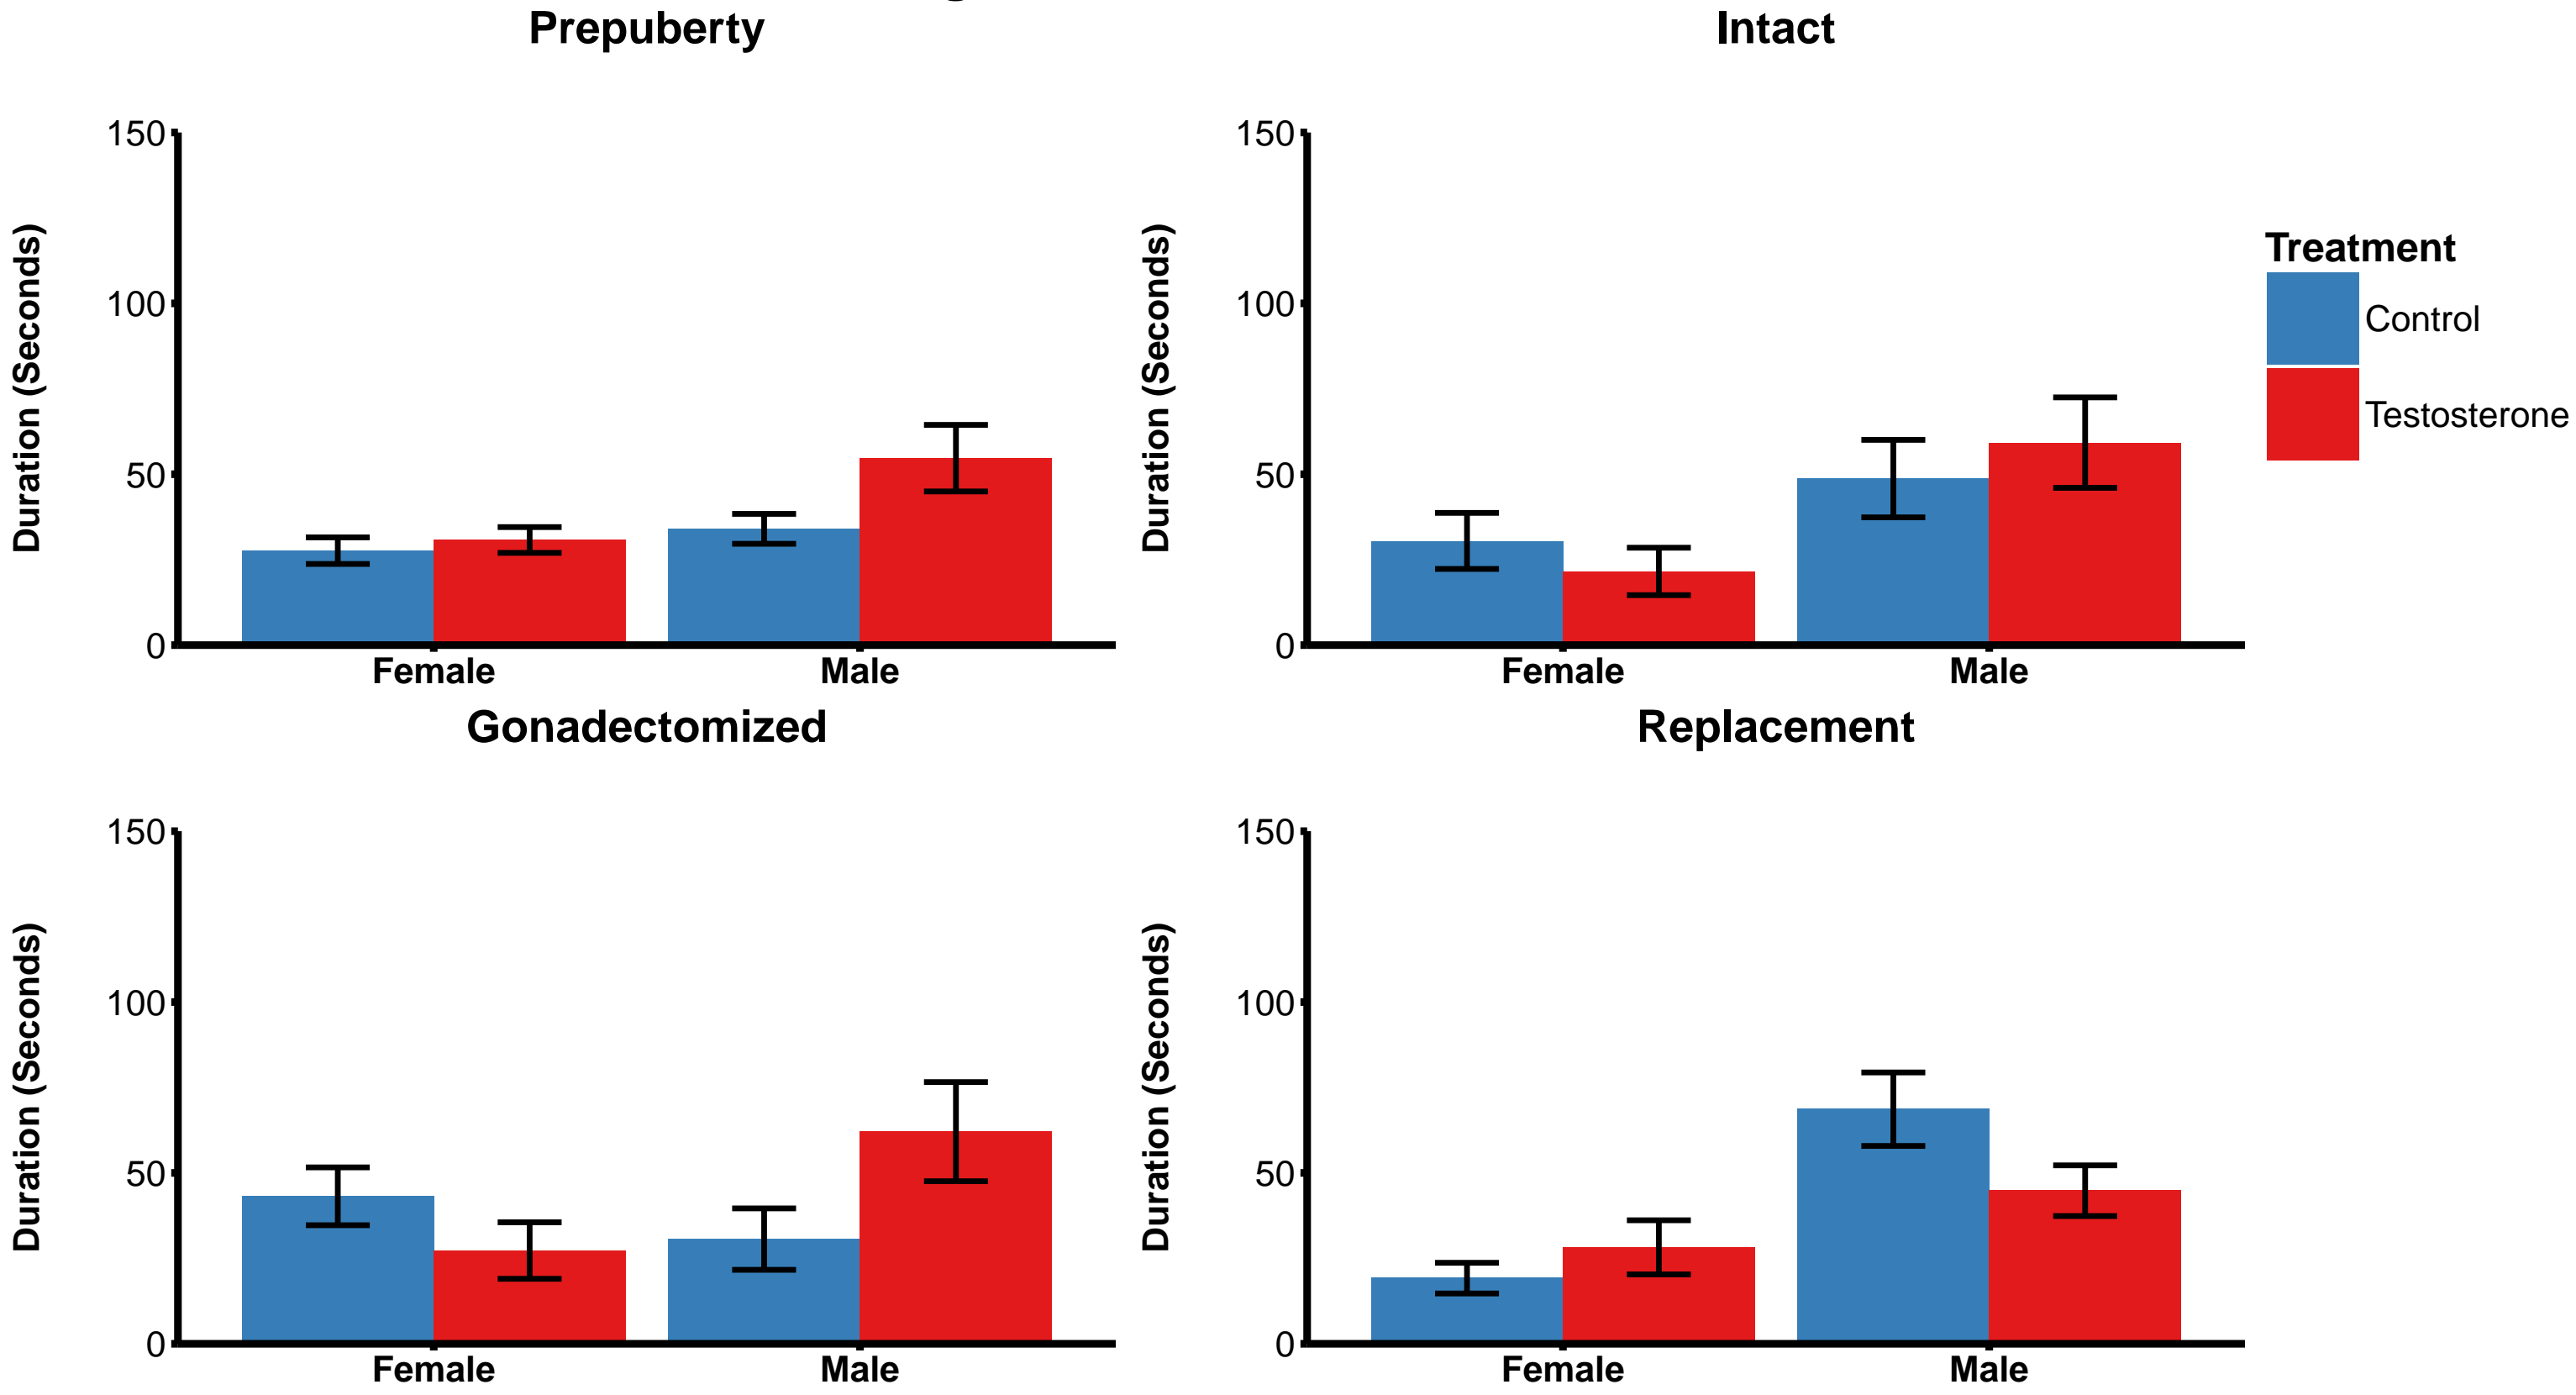 Prepuberty
Intact
150
100
50
0
Duration (Seconds)
Female Male
150
100
50
0
Duration (Seconds)
Female Male
Treatment
Control
Testosterone
Gonadectomized
Replacement
150
100
50
0
Duration (Seconds)
Female Male
150
100
50
0
Duration (Seconds)
Female Male